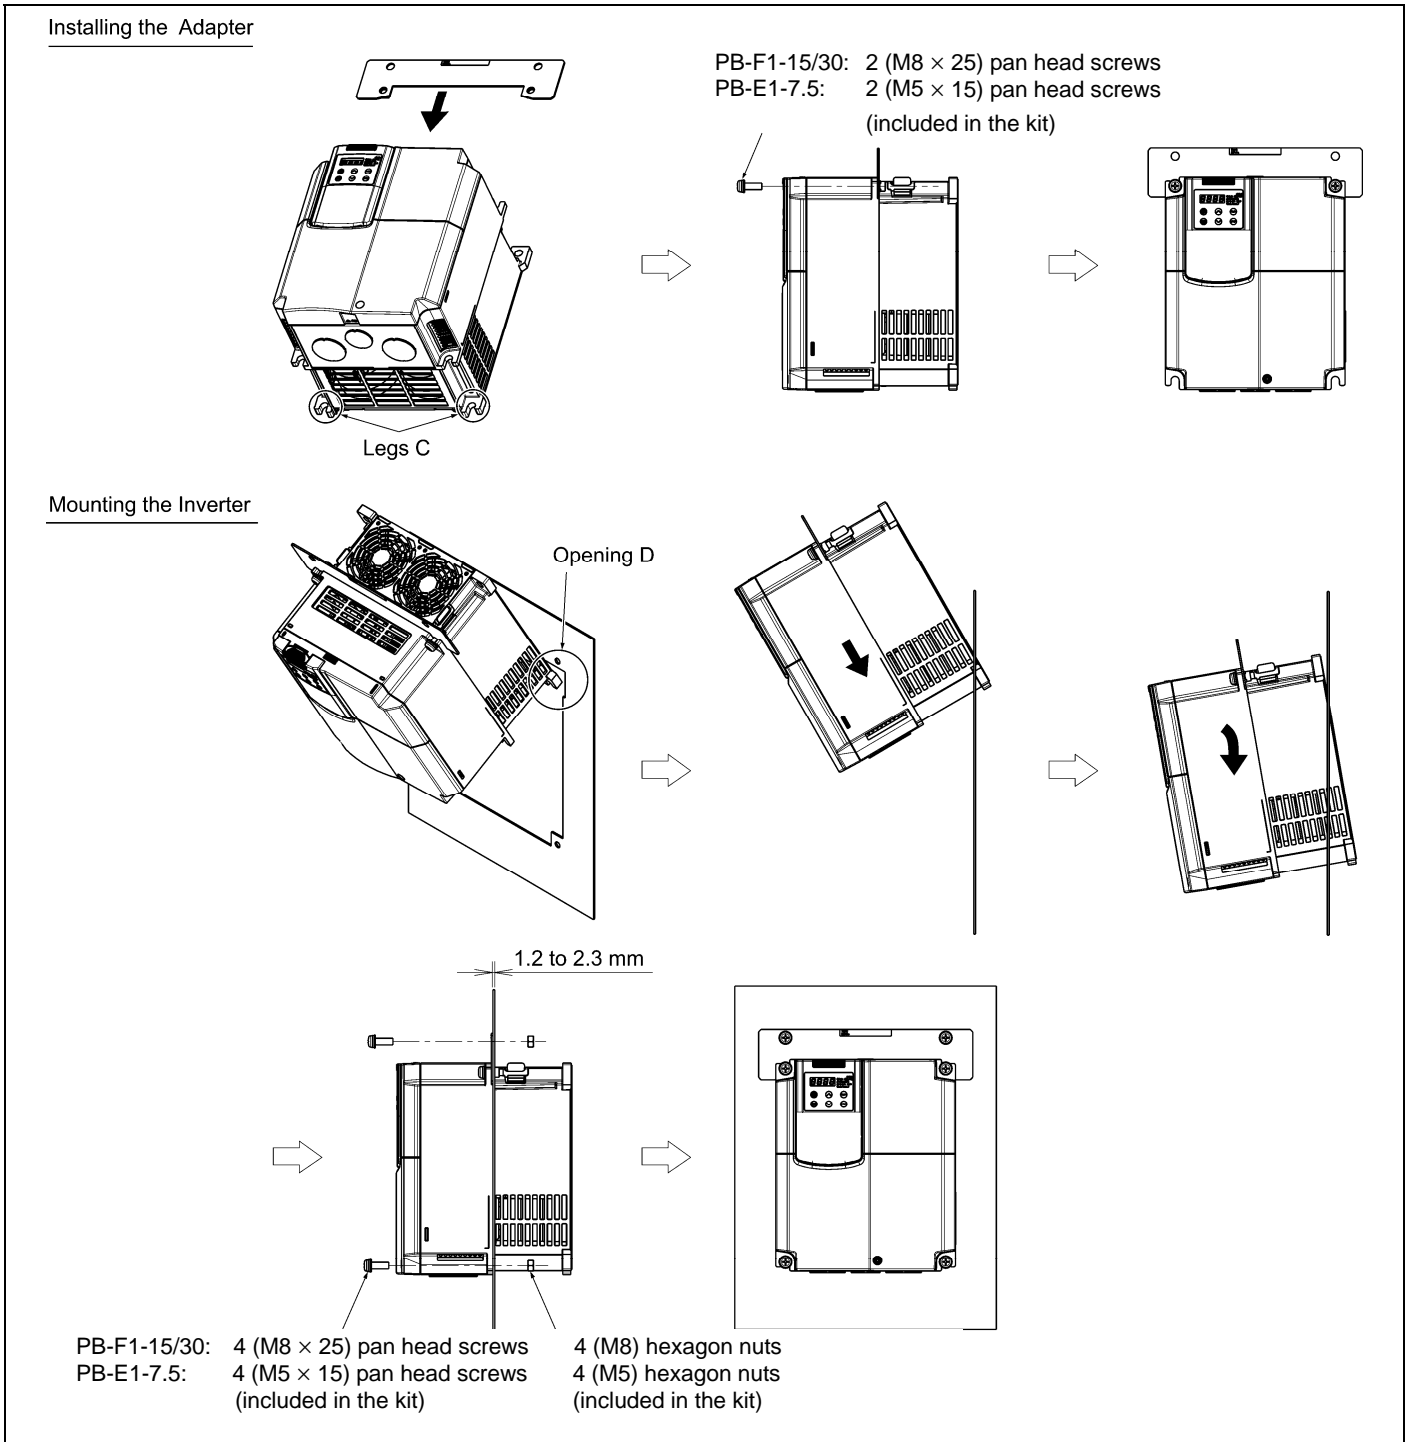 Installing the Adapter
PB-F1-15/30: 2 (M8 × 25) pan head screws
PB-E1-7.5: 2 (M5 × 15) pan head screws
(included in the kit)
Legs C
Mounting the Inverter
Opening D
1.2 to 2.3 mm
PB-F1-15/30: 4 (M8 × 25) pan head screws 4 (M8) hexagon nuts
PB-E1-7.5: 4 (M5 × 15) pan head screws 4 (M5) hexagon nuts
(included in the kit) (included in the kit)